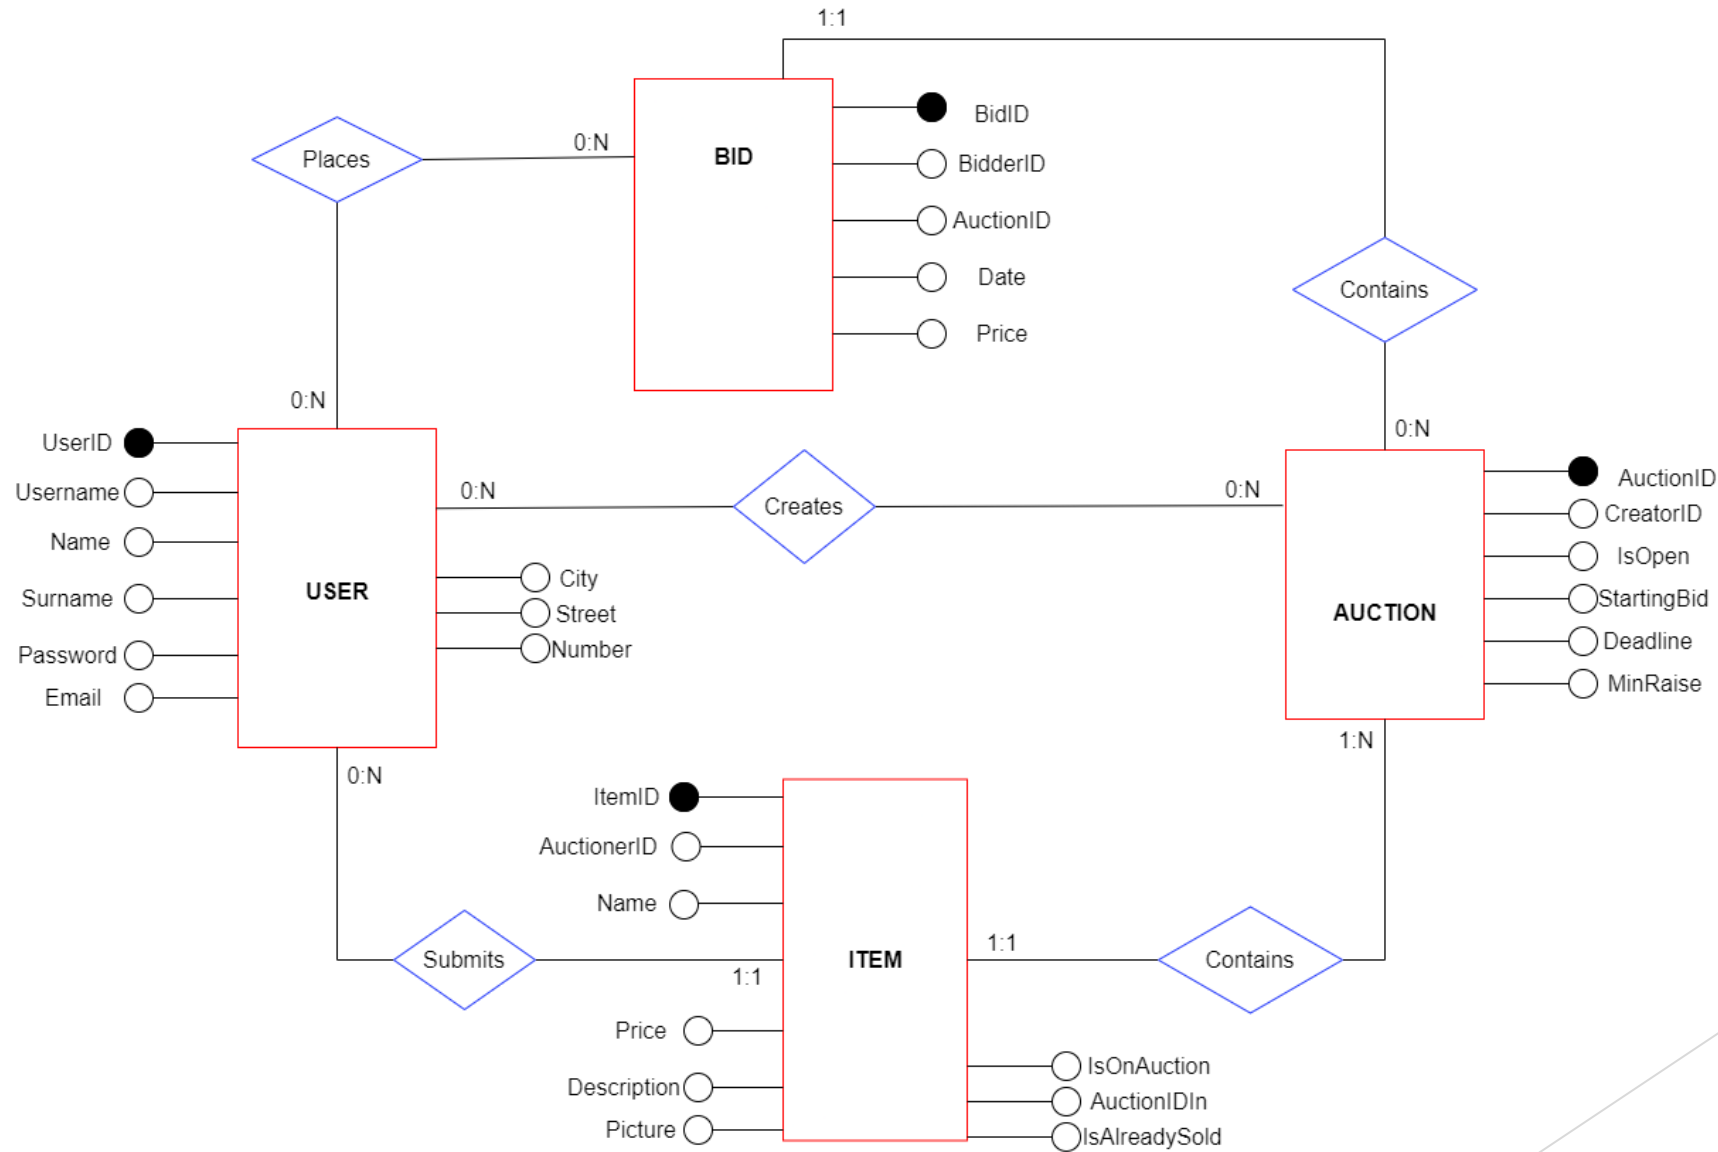 1:1
BID
BidID
BidderID
AuctionID
Date
Price
Places
0:N
0:N
Contains
0:N
USER
UserID
Username
Name
Surname
Password
Email
City
Street
Number
0:N
Creates
0:N
AUCTION
AuctionID
CreatorID
IsOpen
StartingBid
Deadline
MinRaise
1:N
0:N
Submits
1:1
ITEM
ItemID
AuctionerID
Name
Price
Description
Picture
1:1
Contains
IsOnAuction
AuctionIDIn
IsAlreadySold